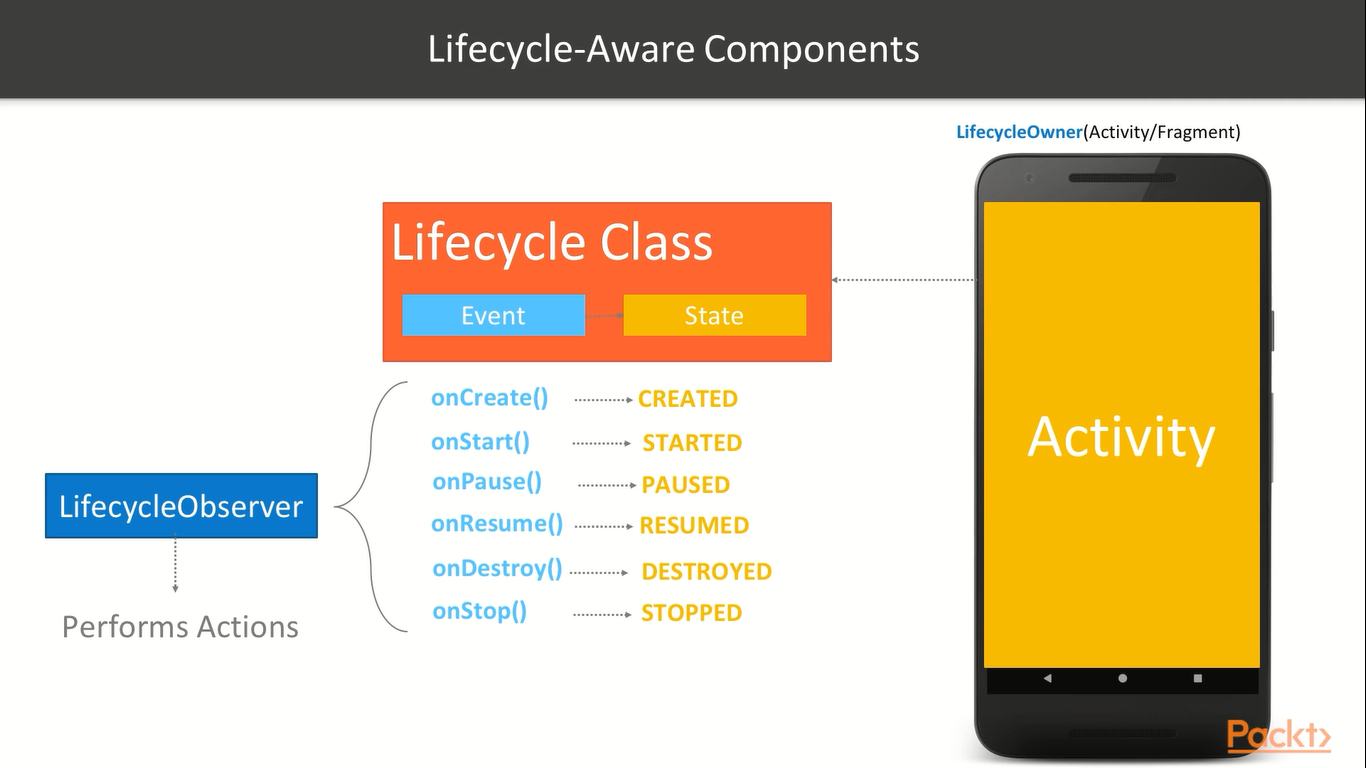 Lifecycle-Aware Components
LifecycleOwner(Activity/Fragment)
Lifecycle Class
Event State
onCreate() CREATED
onStart() STARTED
onPause() PAUSED
onResume() RESUMED
onDestroy() DESTROYED
onStop() STOPPED
LifecycleObserver
Performs Actions
Activity
Packt